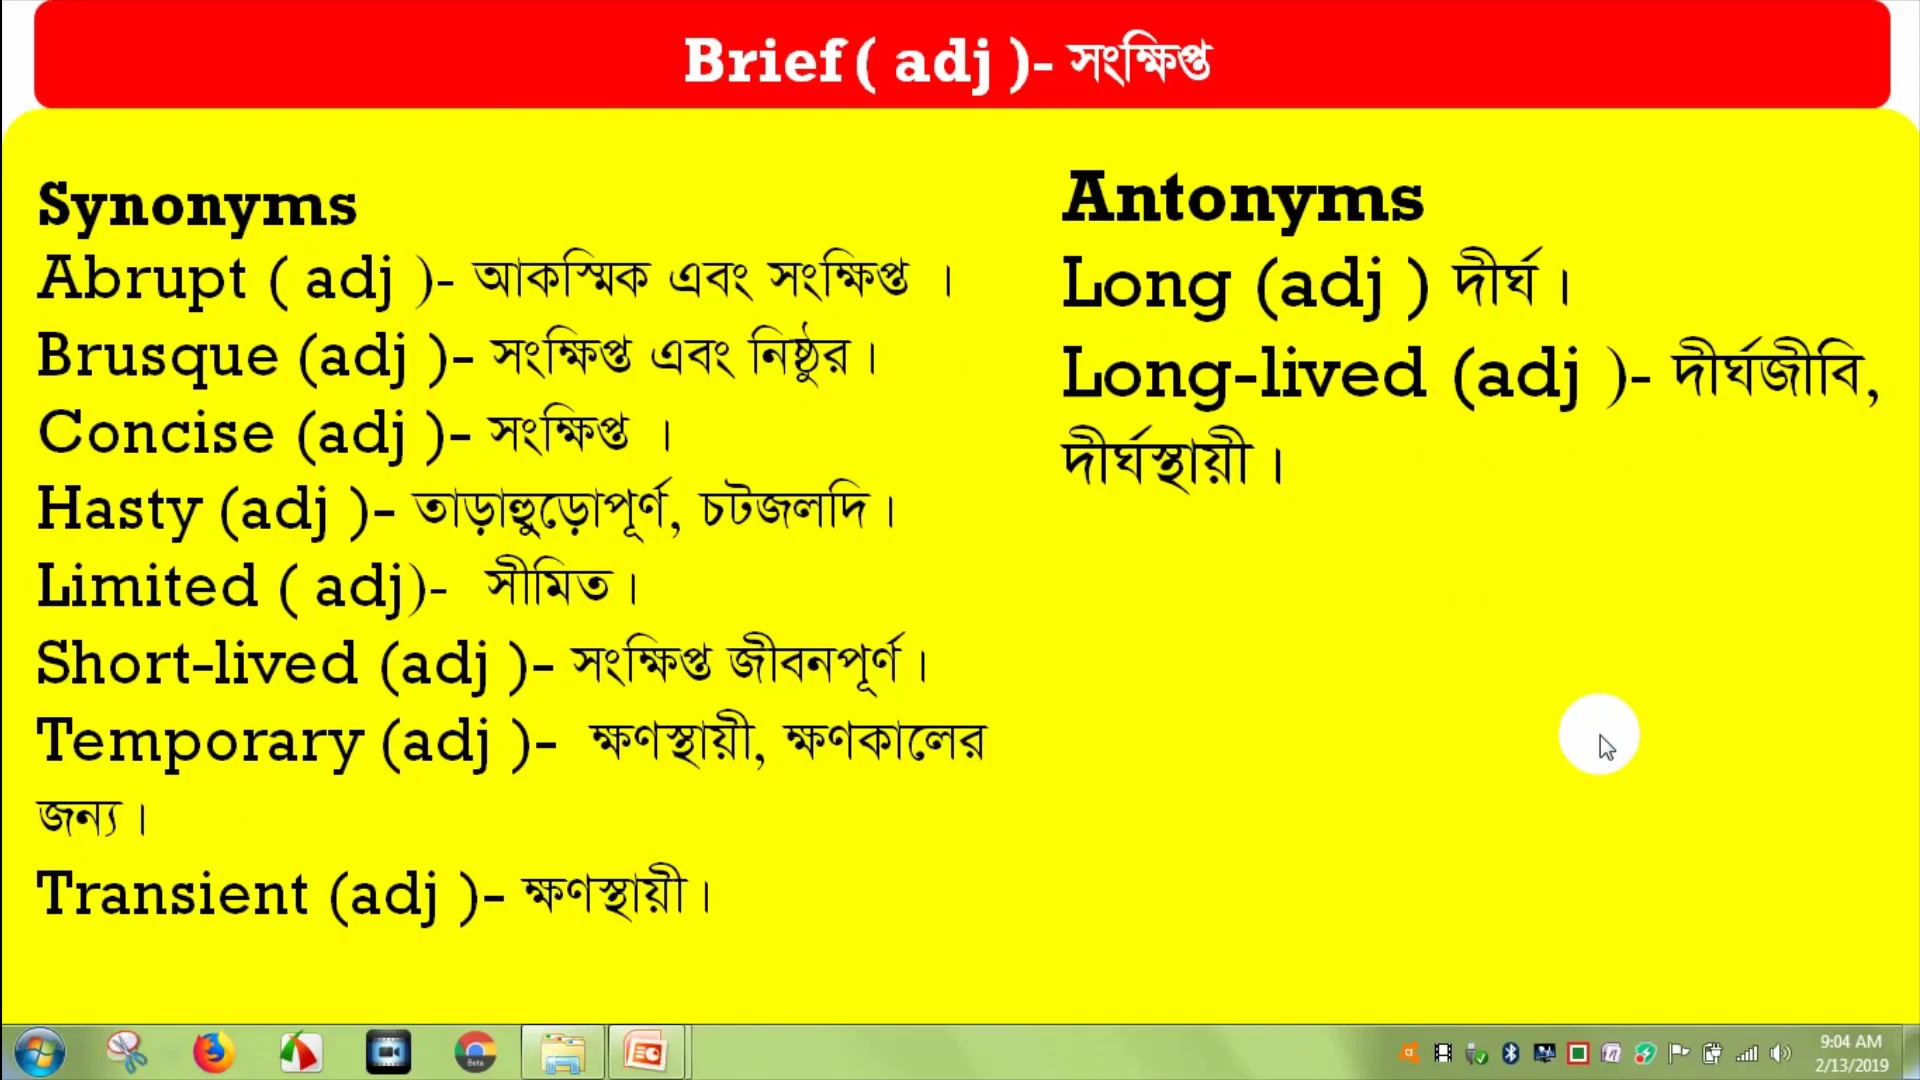 Brief ( adj )- সংক্ষিপ্ত
Synonyms
Abrupt ( adj )- আকস্মিক এবং সংক্ষিপ্ত ।
Brusque (adj )- সংক্ষিপ্ত এবং নিষ্ঠুর।
Concise (adj )- সংক্ষিপ্ত ।
Hasty (adj )- তাড়াহুড়োপূর্ণ, চটজলদি।
Limited ( adj)- সীমিত।
Short-lived (adj )- সংক্ষিপ্ত জীবনপূর্ণ।
Temporary (adj )- ক্ষণস্থায়ী, ক্ষণকালের
জন্য।
Transient (adj )- ক্ষণস্থায়ী।
Antonyms
Long (adj ) দীর্ঘ।
Long-lived (adj )- দীর্ঘজীবি,
দীর্ঘস্থায়ী।
Beta
9:04 AM
2/13/2019